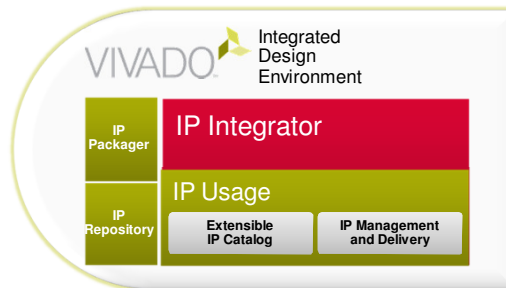 VIVADO
Integrated
Design
Environment
IP
Packager
IP Integrator
IP
Repository
IP Usage
Extensible
IP Catalog
IP Management
and Delivery